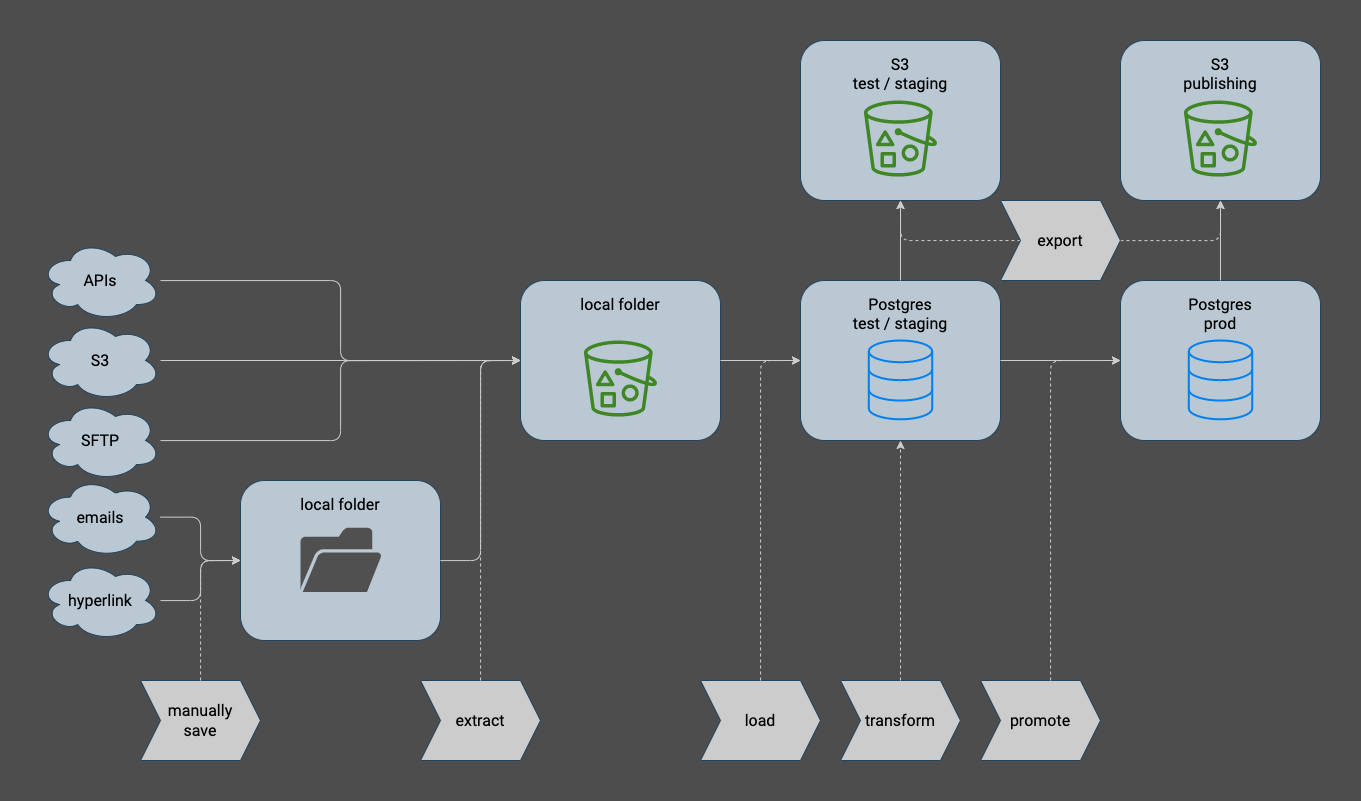 S3
test / staging
S3
publishing
export
APIs
S3
SFTP
emails
hyperlink
local folder
local folder
Postgres
test / staging
Postgres
prod
manually
save
extract
load
transform
promote